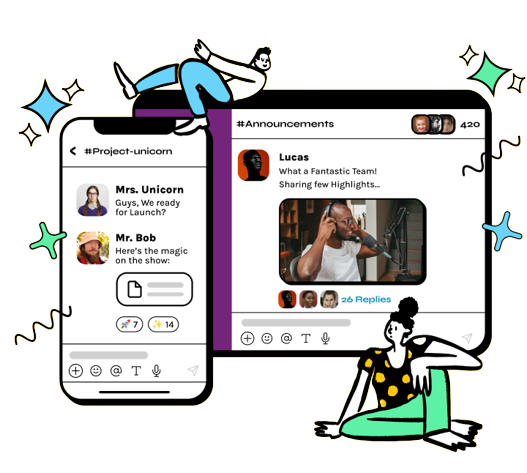 #Announcements
420
#Project-unicorn
Lucas
What a Fantastic Team!
Sharing few Highlights...
Mrs. Unicorn
Guys, We ready
for Launch?
Mr. Bob
Here's the magic
on the show:
26 Replies
7
14
T
T